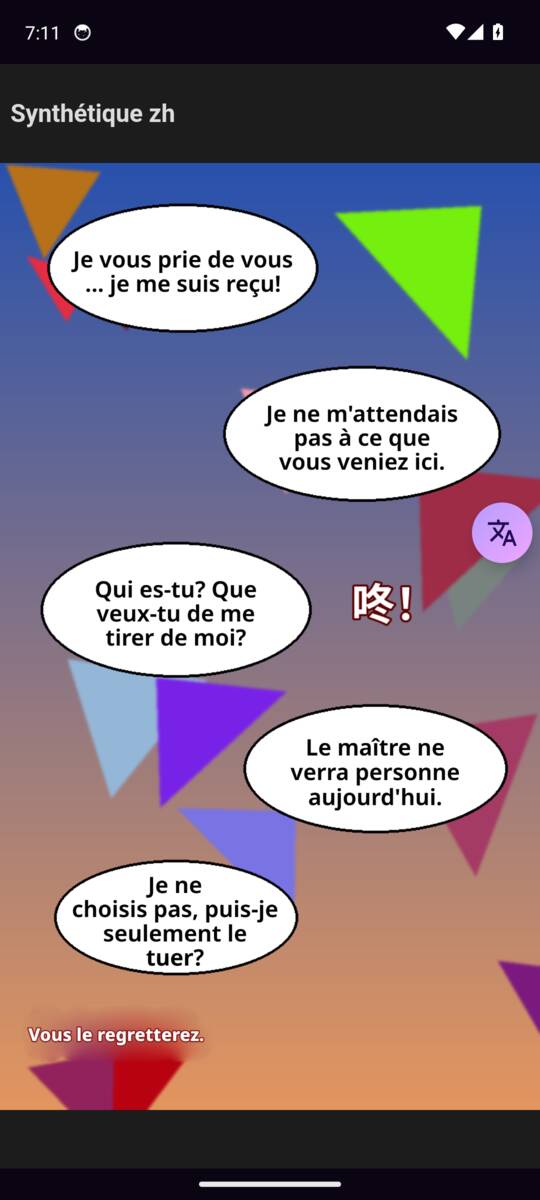 7:11
Synthétique zh
Je vous prie de vous
... je me suis reçu!
Je ne m'attendais
pas à ce que
vous veniez ici.
Qui es-tu? Que
veux-tu de me
tirer de moi?
咚!
Le maître ne
verra personne
aujourd'hui.
Je ne
choisis pas, puis-je
seulement le
tuer?
Vous le regretterez.